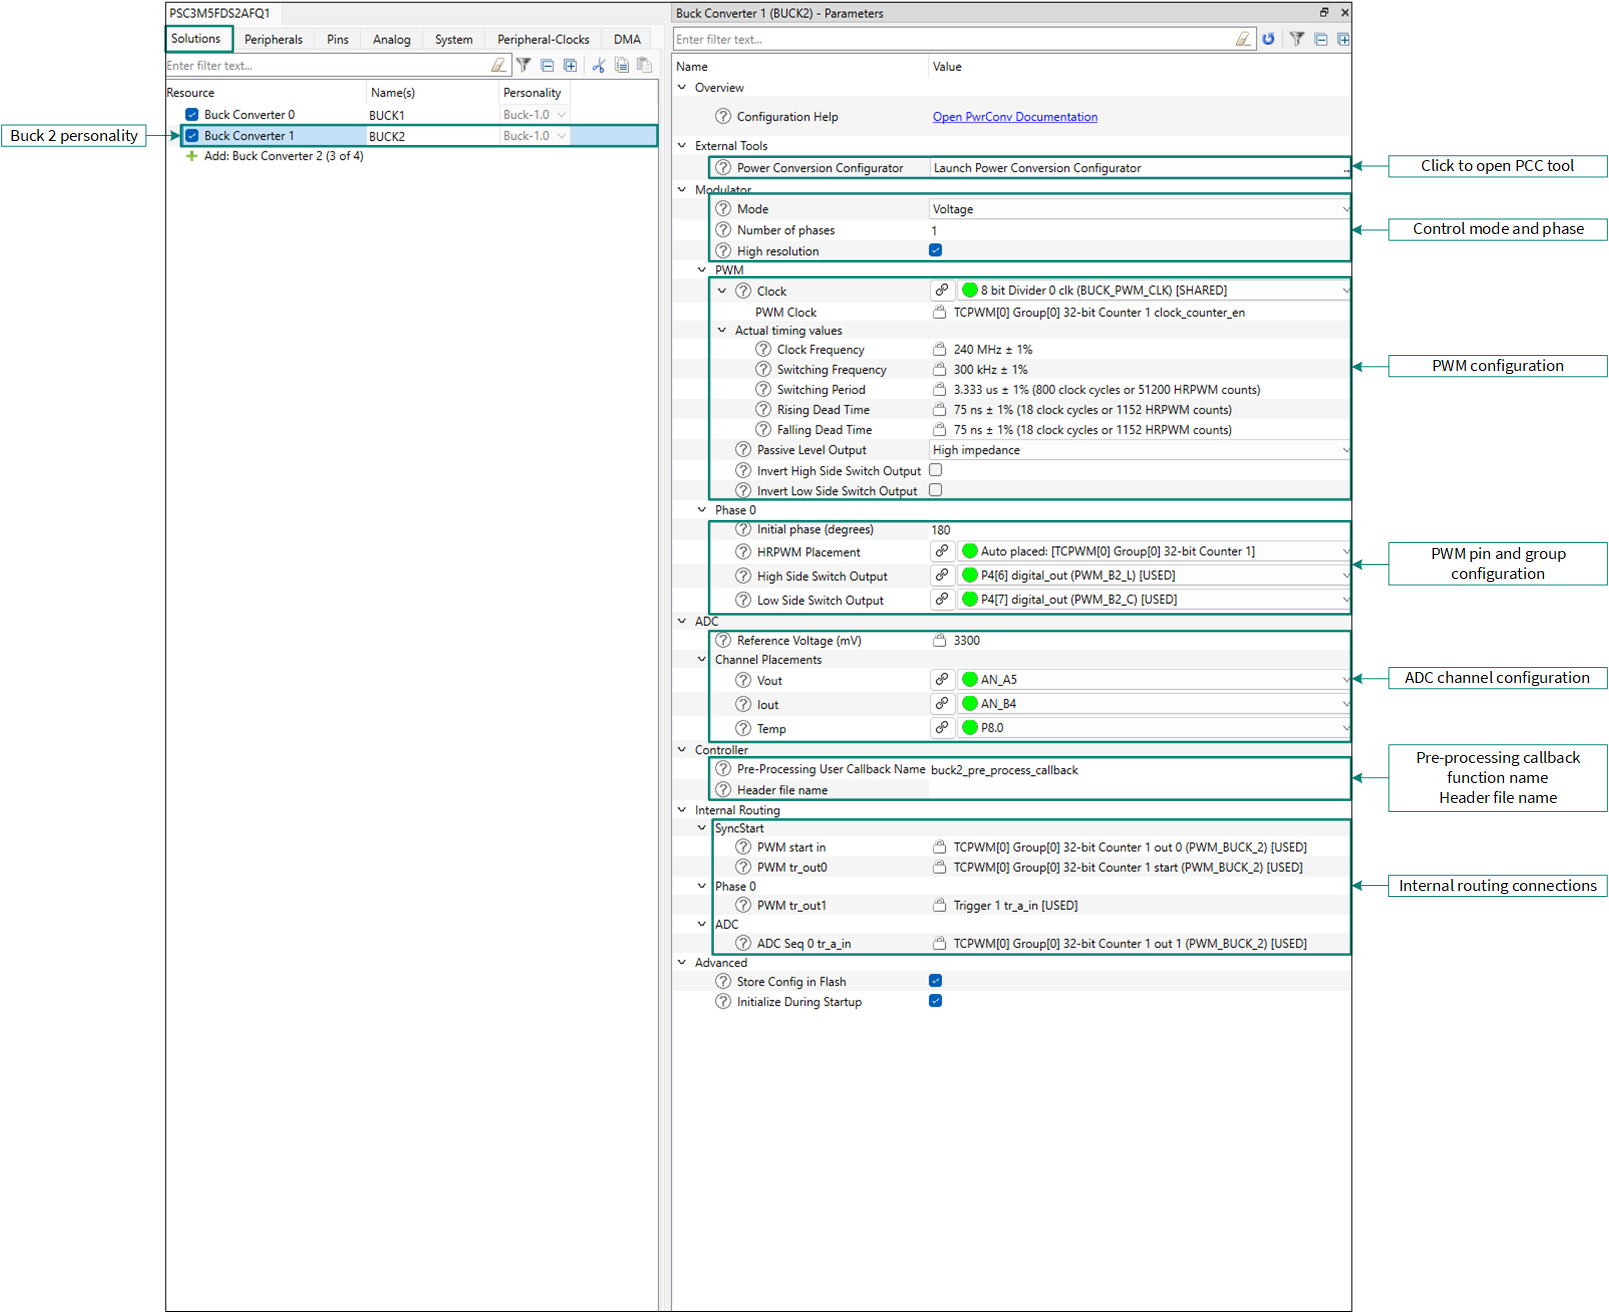 PSC3M5FDS2AFQ1
Solutions Peripherals Pins Analog System Peripheral-Clocks DMA
Enter filter text...
Resource Name(s) Personality
Buck Converter 0 BUCK1 Buck-1.0
Buck Converter 1 BUCK2 Buck-1.0
Add: Buck Converter 2 (3 of 4)
Buck 2 personality
Buck Converter 1 (BUCK2) - Parameters
Enter filter text...
Name Value
Overview
Configuration Help Open PwrConv Documentation
External Tools
Power Conversion Configurator Launch Power Conversion Configurator ...
Modulator
Mode Voltage
Number of phases 1
High resolution
PWM
Clock 8 bit Divider 0 clk (BUCK_PWM_CLK) [SHARED]
PWM Clock TCPWM[0] Group[0] 32-bit Counter 1 clock_counter_en
Actual timing values
Clock Frequency 240 MHz ± 1%
Switching Frequency 300 kHz ± 1%
Switching Period 3.333 us ± 1% (800 clock cycles or 51200 HRPWM counts)
Rising Dead Time 75 ns ± 1% (18 clock cycles or 1152 HRPWM counts)
Falling Dead Time 75 ns ± 1% (18 clock cycles or 1152 HRPWM counts)
Passive Level Output High impedance
Invert High Side Switch Output
Invert Low Side Switch Output
Phase 0
Initial phase (degrees) 180
HRPWM Placement Auto placed: [TCPWM[0] Group[0] 32-bit Counter 1]
High Side Switch Output P4[6] digital_out (PWM_B2_L) [USED]
Low Side Switch Output P4[7] digital_out (PWM_B2_C) [USED]
ADC
Reference Voltage (mV) 3300
Channel Placements
Vout AN_A5
Iout AN_B4
Temp P8.0
Controller
Pre-Processing User Callback Name buck2_pre_process_callback
Header file name
Internal Routing
SyncStart
PWM start in TCPWM[0] Group[0] 32-bit Counter 1 out 0 (PWM_BUCK_2) [USED]
PWM tr_out0 TCPWM[0] Group[0] 32-bit Counter 1 start (PWM_BUCK_2) [USED]
Phase 0
PWM tr_out1 Trigger 1 tr_a_in [USED]
ADC
ADC Seq 0 tr_a_in TCPWM[0] Group[0] 32-bit Counter 1 out 1 (PWM_BUCK_2) [USED]
Advanced
Store Config in Flash
Initialize During Startup
Click to open PCC tool
Control mode and phase
PWM configuration
PWM pin and group
configuration
ADC channel configuration
Pre-processing callback
function name
Header file name
Internal routing connections